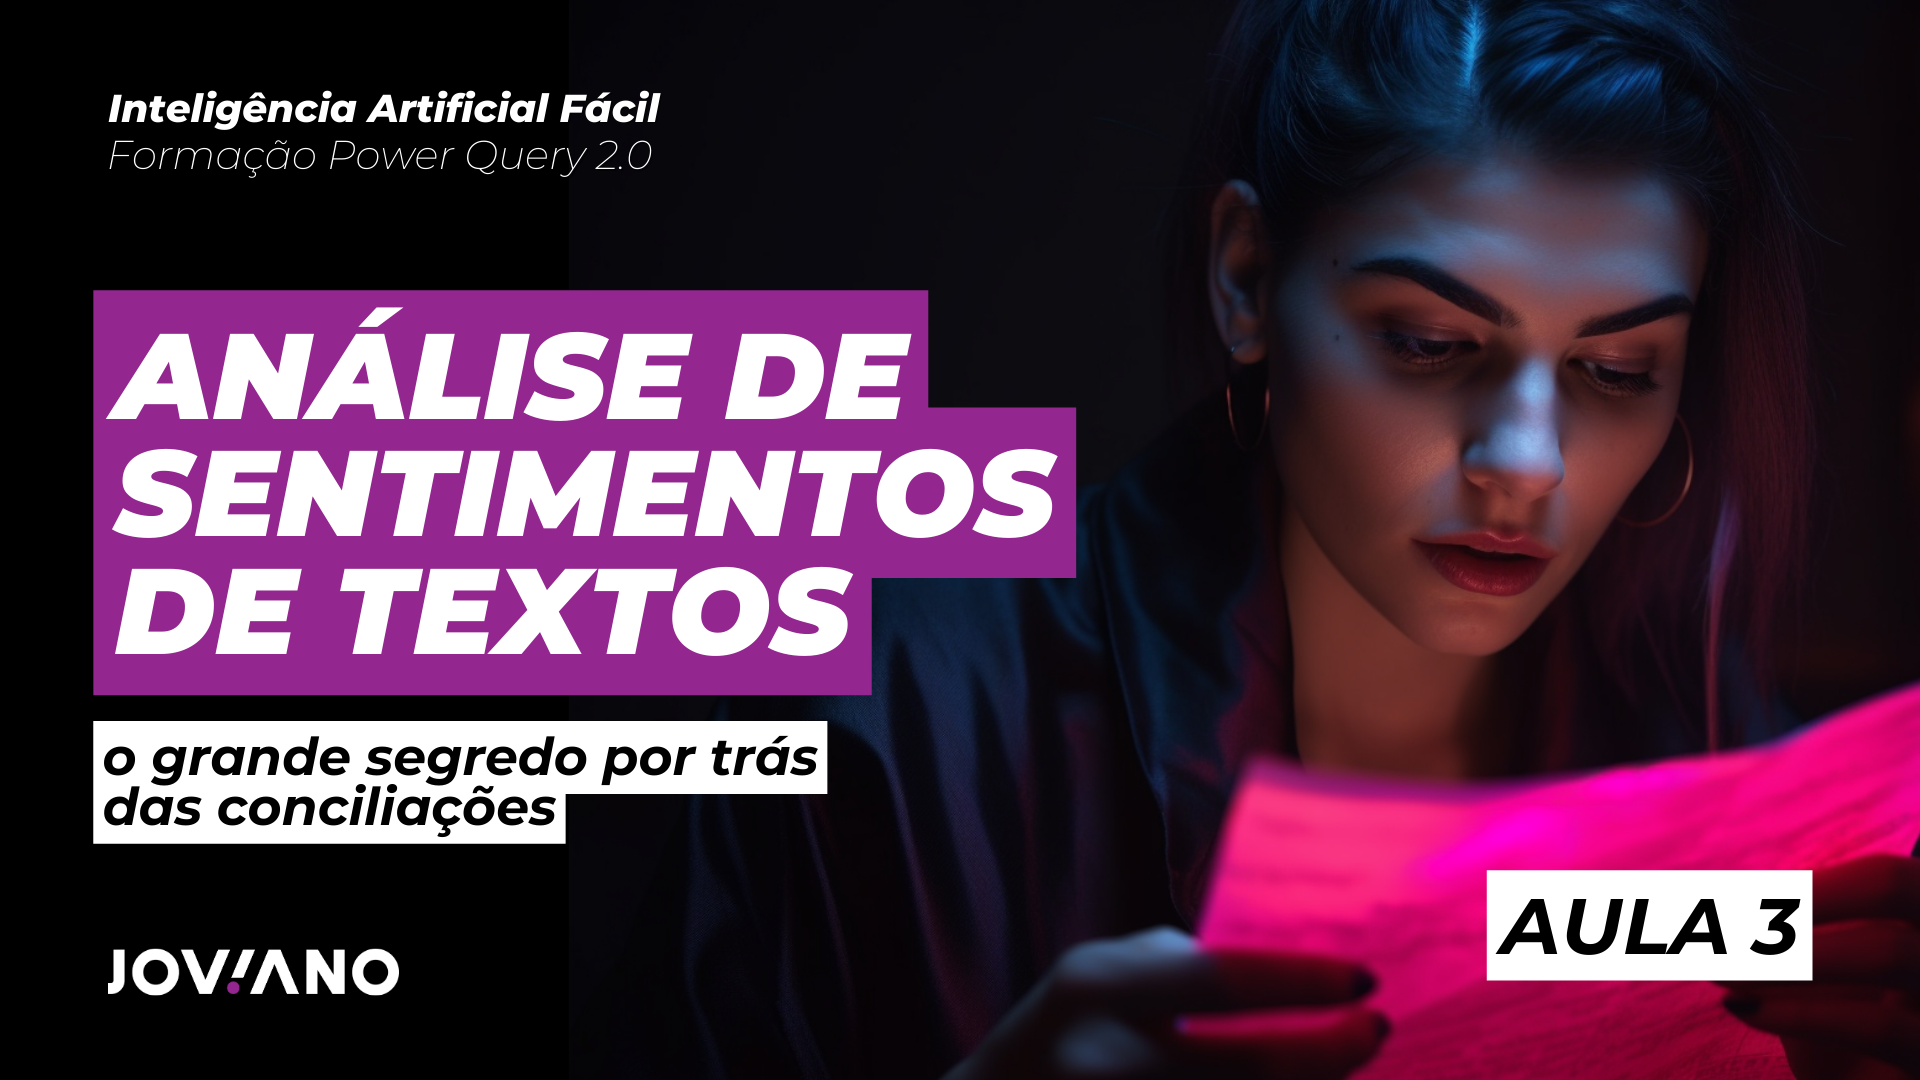 Inteligência Artificial Fácil
Formação Power Query 2.0
ANÁLISE DE
SENTIMENTOS
DE TEXTOS
o grande segredo por trás
das conciliações
JOVIANO
AULA 3